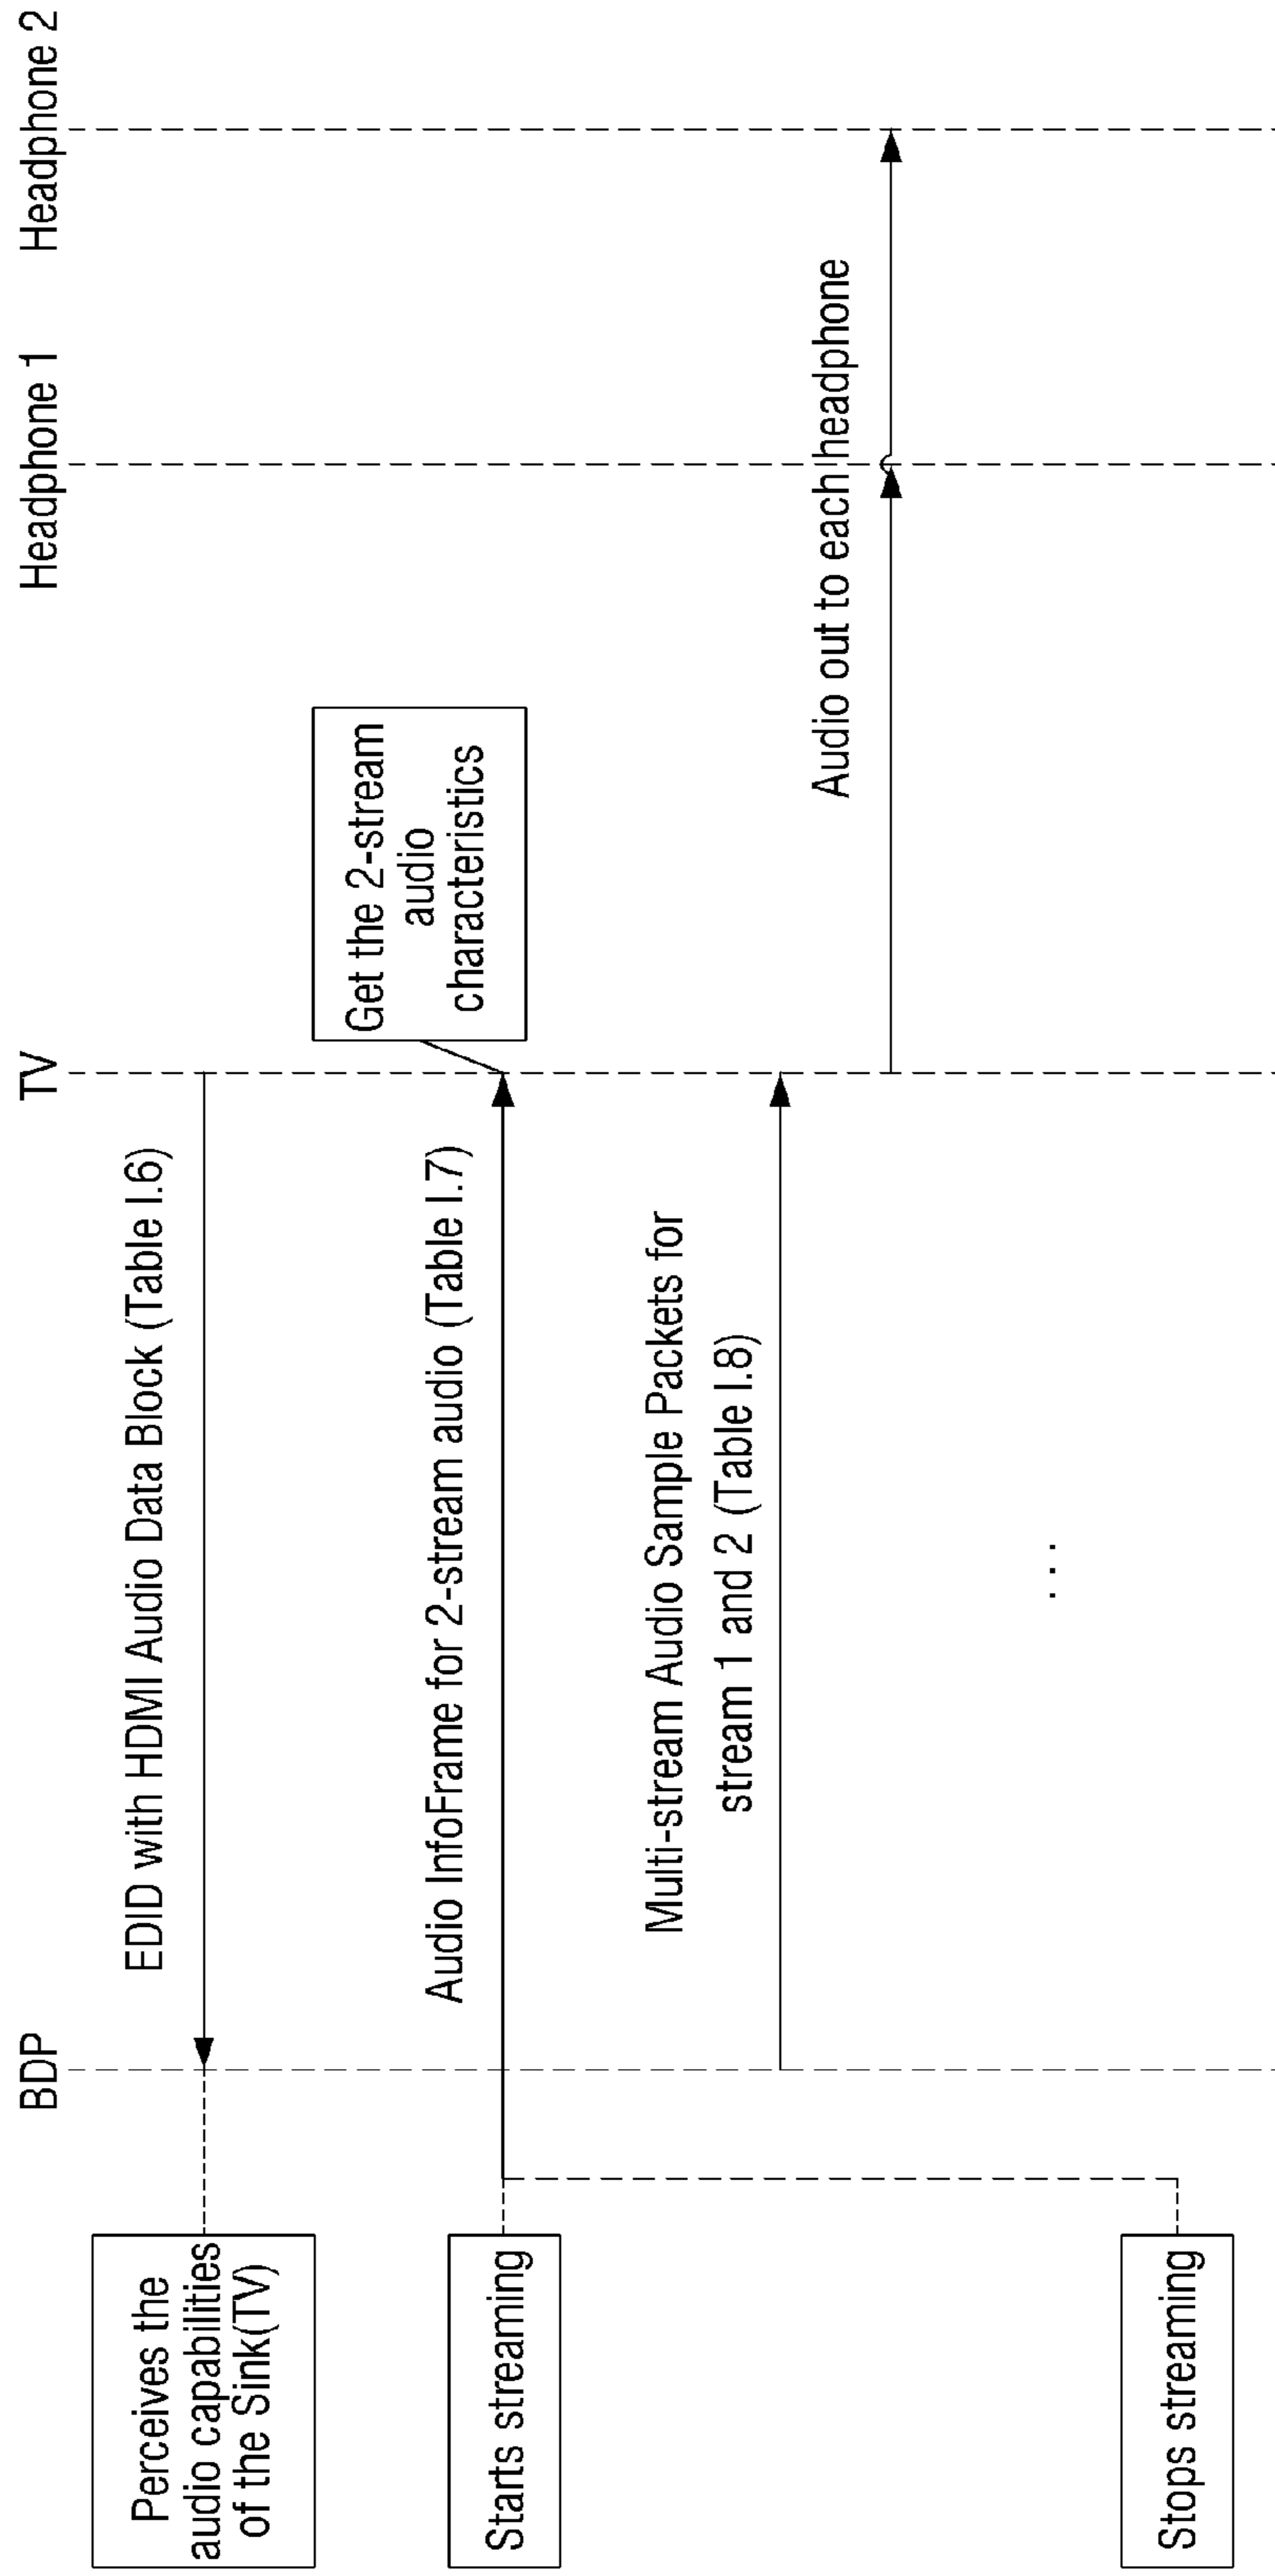 BDP
TV
Headphone 1
Headphone 2
Perceives the
audio capabilities
of the Sink(TV)
EDID with HDMI Audio Data Block (Table I.6)
Starts streaming
Audio InfoFrame for 2-stream audio (Table I.7)
Get the 2-stream
audio
characteristics
Multi-stream Audio Sample Packets for
stream 1 and 2 (Table I.8)
Audio out to each headphone
...
Stops streaming